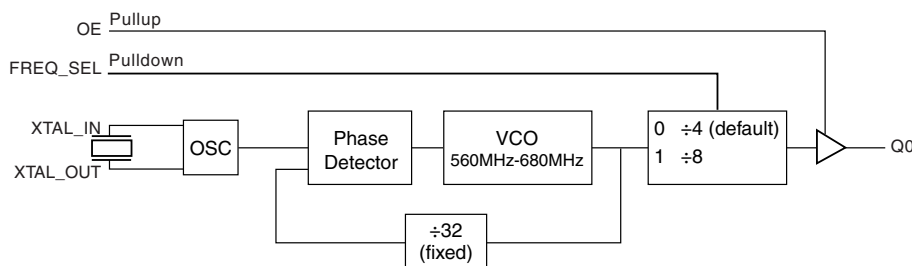 OE Pullup
FREQ_SEL Pulldown
XTAL_IN
XTAL_OUT
OSC
Phase
Detector
VCO
560MHz-680MHz
0 ÷4 (default)
1 ÷8
Q0
÷32
(fixed)